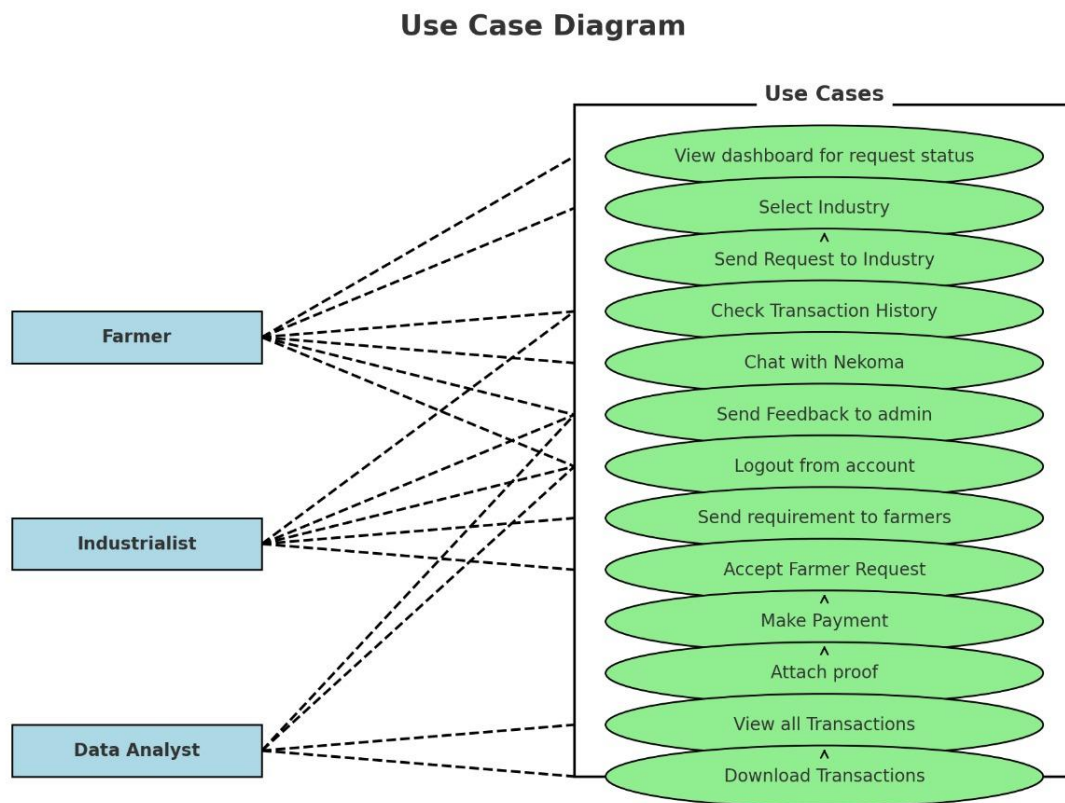 Use Case Diagram
Use Cases
View dashboard for request status
Select Industry
Send Request to Industry
Farmer
Check Transaction History
Chat with Nekoma
Send Feedback to admin
Logout from account
Industrialist
Send requirement to farmers
Accept Farmer Request
Make Payment
Attach proof
Data Analyst
View all Transactions
Download Transactions